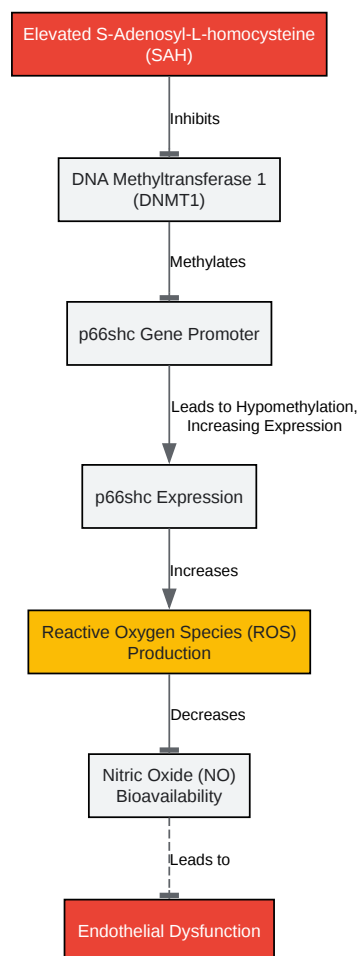 Elevated S-Adenosyl-L-homocysteine
(SAH)
Inhibits
DNA Methyltransferase 1
(DNMT1)
Methylates
p66shc Gene Promoter
Leads to Hypomethylation,
Increasing Expression
p66shc Expression
Increases
Reactive Oxygen Species (ROS)
Production
Decreases
Nitric Oxide (NO)
Bioavailability
Leads to
Endothelial Dysfunction